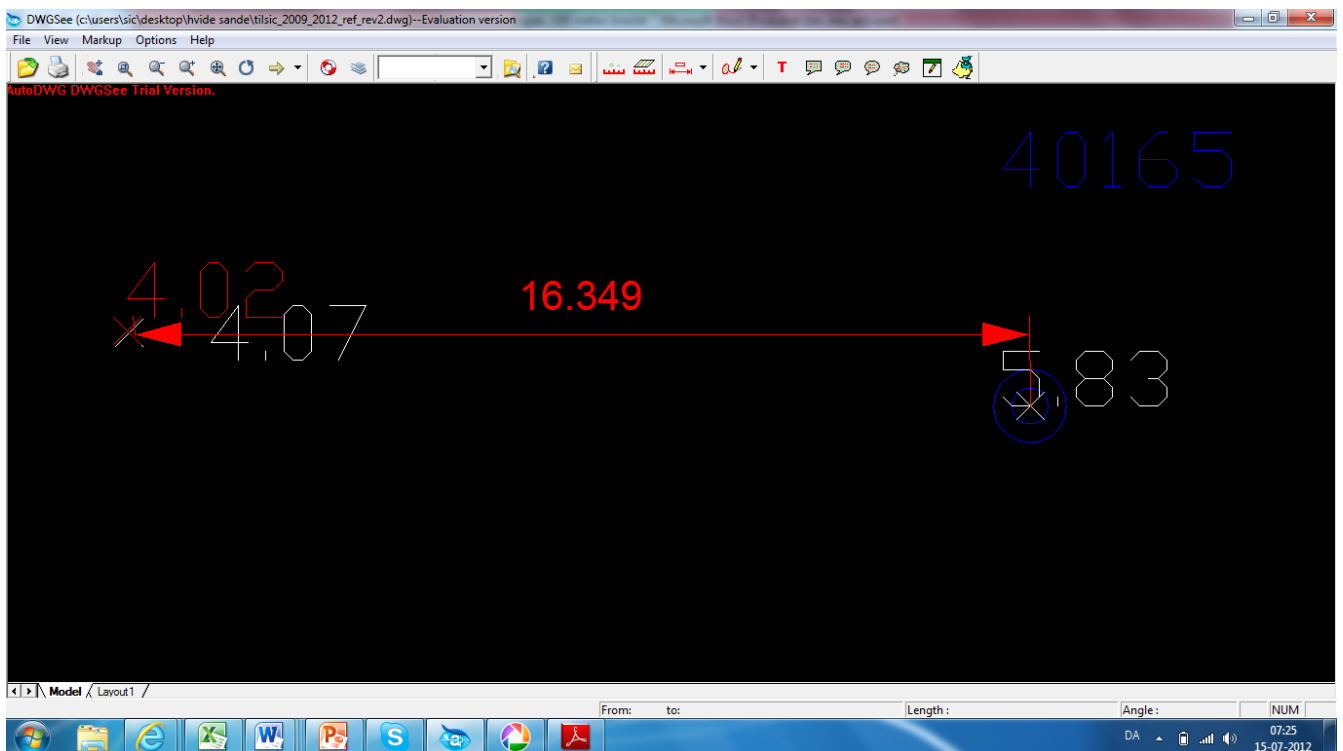 DWGSee (c:\users\sic\desktop\hvide sande\tilsic_2009_2012_ref_rev2.dwg)--Evaluation version
File View Markup Options Help
T
AutoDWG DWGSee Trial Version.
40165
4,02
16.349
4,07
5,83
Model Layout1
From: to: Length : Angle : NUM
DA 07:25
15-07-2012